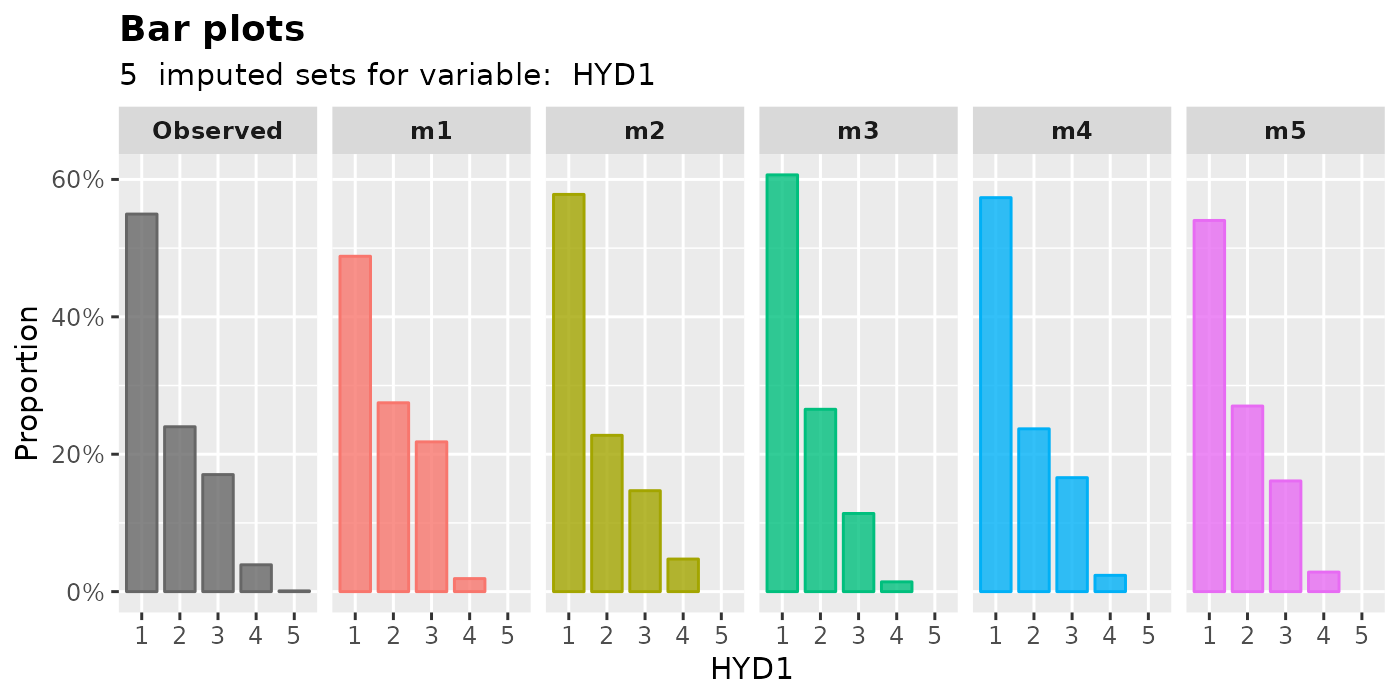 Bar plots
5  imputed sets for variable:  HYD1
Observed m1 m2 m3 m4 m5
60%
40%
20%
0%
Proportion
1 2 3 4 5 1 2 3 4 5 1 2 3 4 5 1 2 3 4 5 1 2 3 4 5 1 2 3 4 5
HYD1